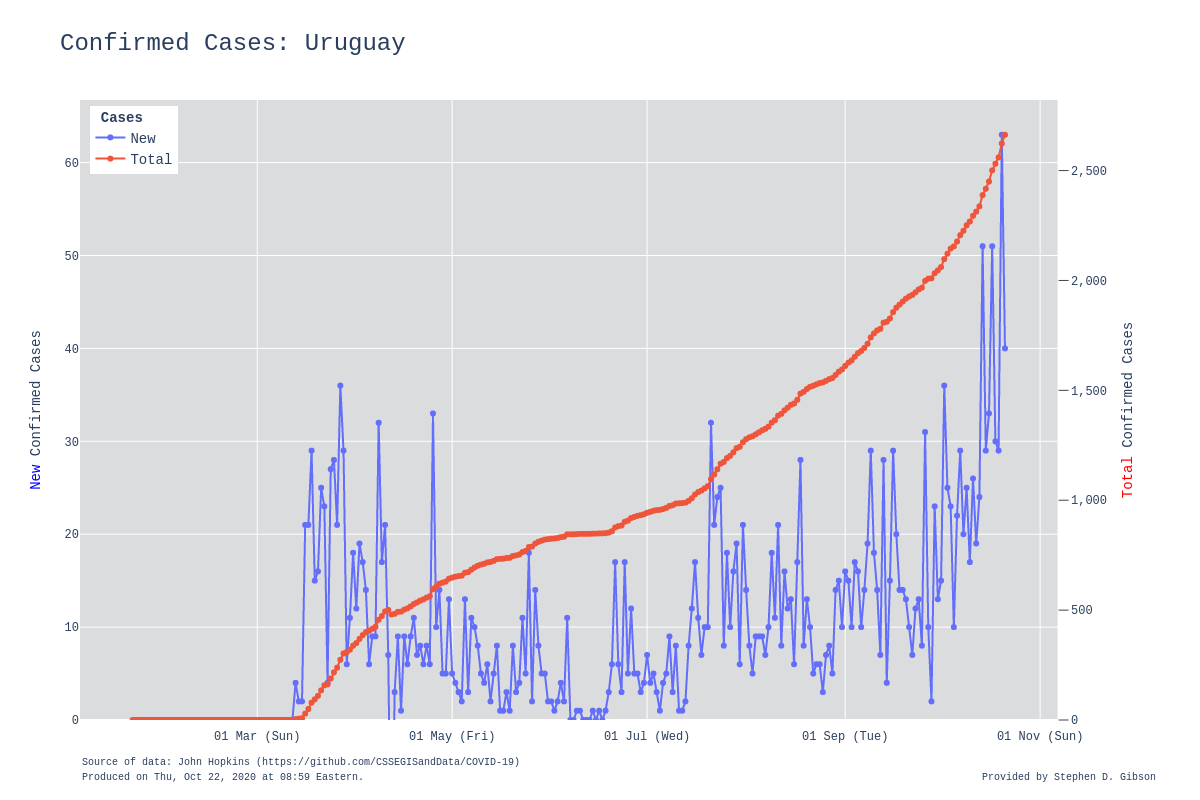 Confirmed Cases: Uruguay
Cases
New
Total
60
50
40
30
20
10
0
2,500
2,000
1,500
1,000
500
0
New Confirmed Cases
Total Confirmed Cases
01 Mar (Sun)
01 May (Fri)
01 Jul (Wed)
01 Sep (Tue)
01 Nov (Sun)
Source of data: John Hopkins (https://github.com/CSSEGISandData/COVID-19)
Produced on Thu, Oct 22, 2020 at 08:59 Eastern.
Provided by Stephen D. Gibson